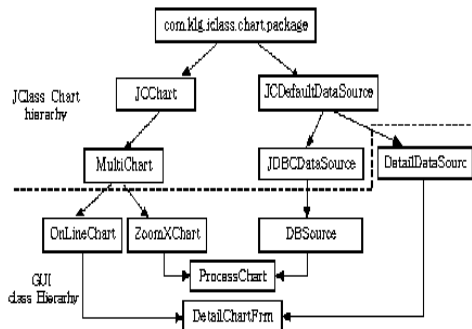 com.klg.jclass.chart.package
JCChart
JCDefaultDataSource
JClass Chart
hierarchy
MultiChart
JDBCDataSource
DetailDataSourc
OnLineChart
ZoomXChart
DBSource
ProcessChart
GUI
class Hierarchy
DetailChartFrm